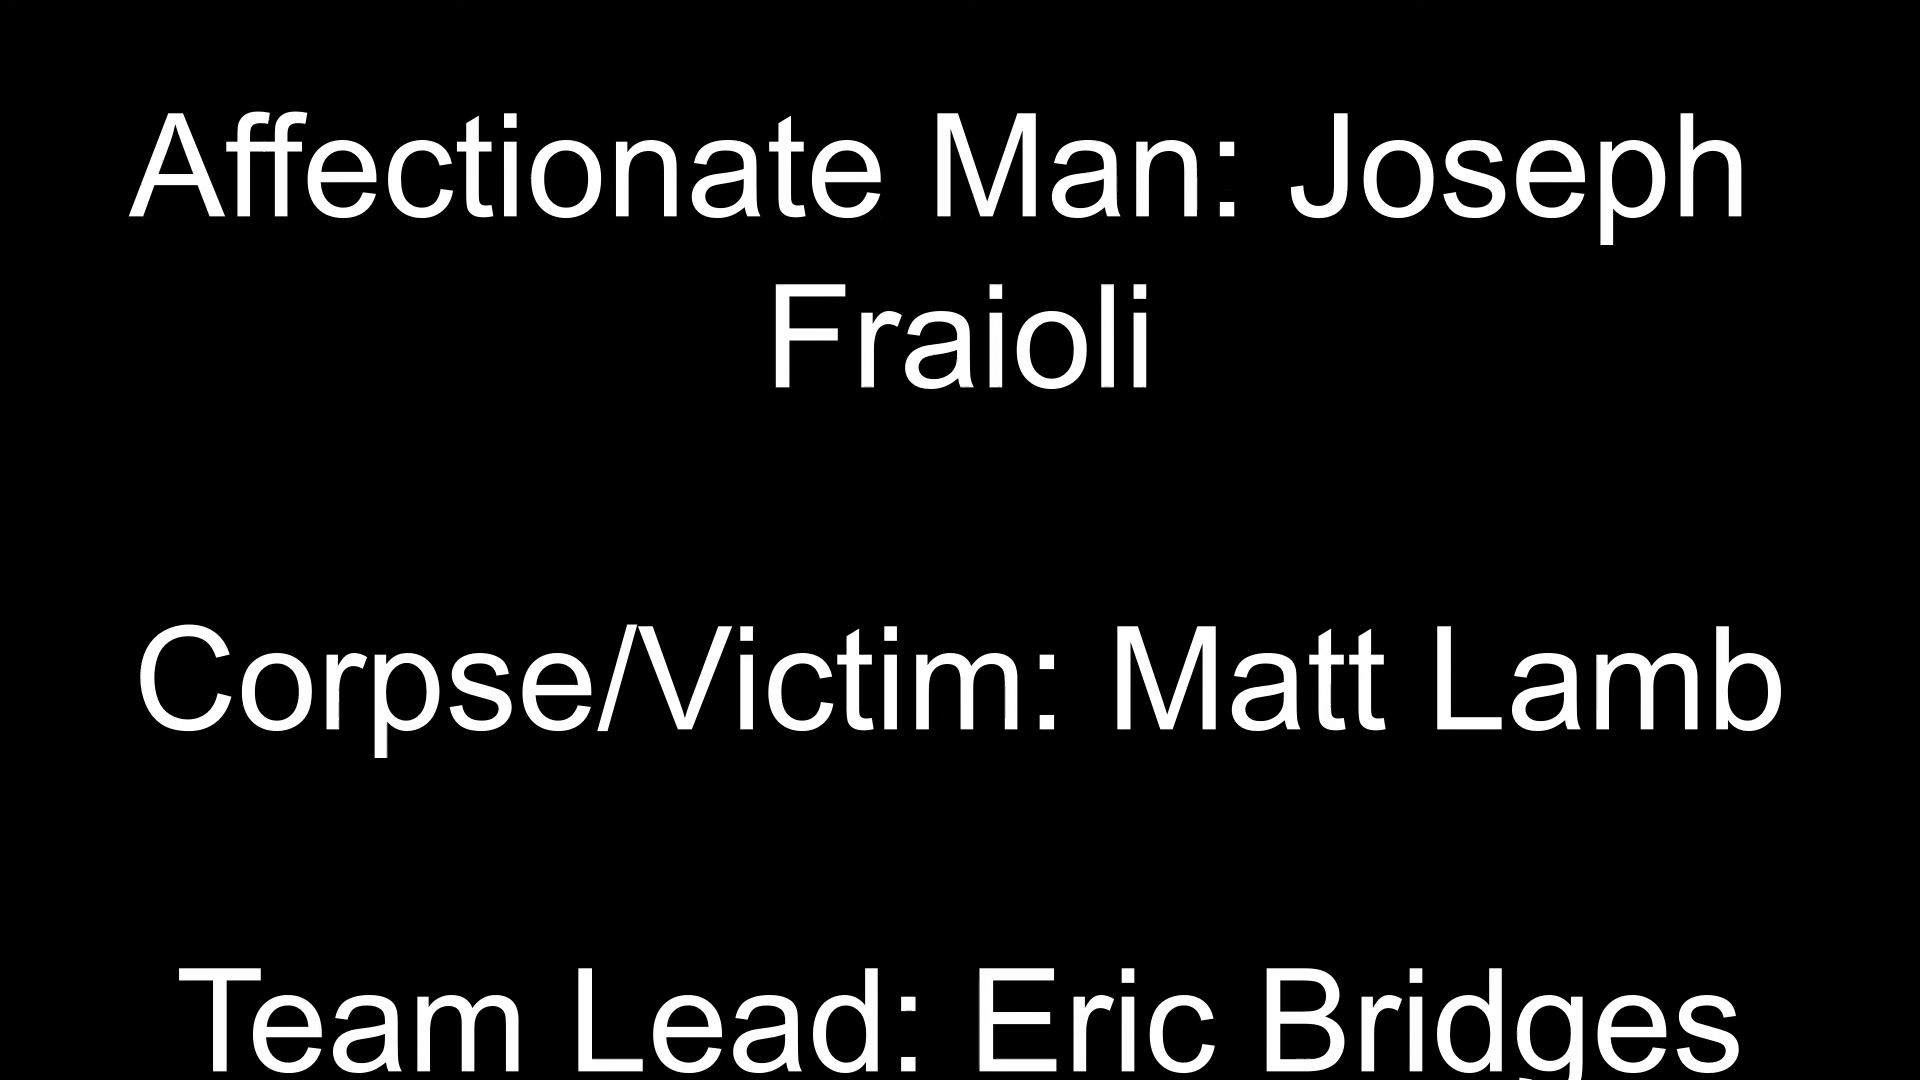 Affectionate Man: Joseph
Fraioli
Corpse/Victim: Matt Lamb
Team Lead: Eric Bridges